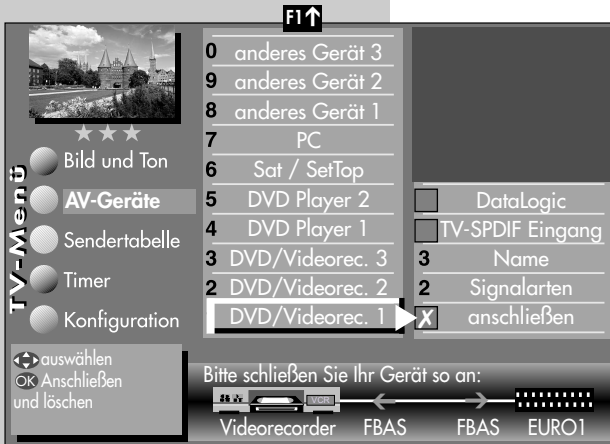 F1↑
TV-Menü
Bild und Ton
AV-Geräte
Sendertabelle
Timer
Konfiguration
0 anderes Gerät 3
9 anderes Gerät 2
8 anderes Gerät 1
7 PC
6 Sat / SetTop
5 DVD Player 2
4 DVD Player 1
3 DVD/Videorec. 3
2 DVD/Videorec. 2
DVD/Videorec. 1
DataLogic
TV-SPDIF Eingang
3 Name
2 Signalarten
X anschließen
auswählen
OK Anschließen
und löschen
Bitte schließen Sie Ihr Gerät so an:
VCR
Videorecorder FBAS FBAS EURO1